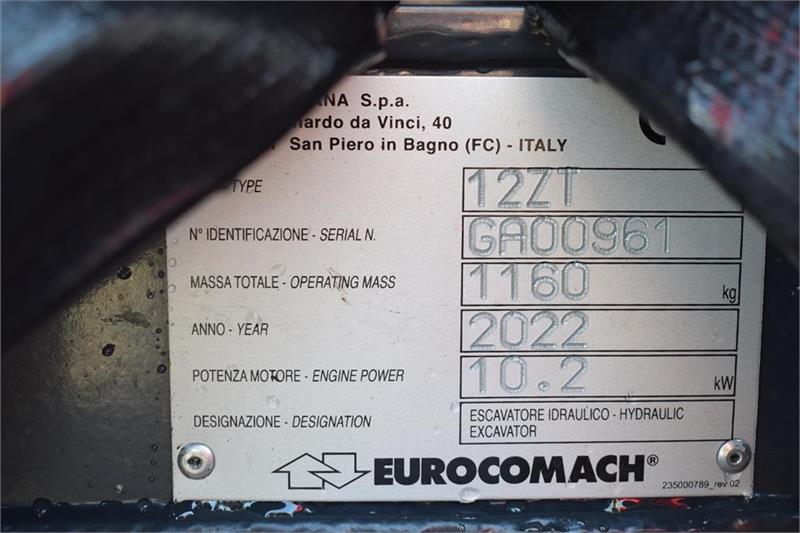 S.p.a.
da Vinci, 40
San Piero in Bagno (FC) - ITALY
TYPE 12ZT
N° IDENTIFICAZIONE - SERIAL N. GA00961
MASSA TOTALE - OPERATING MASS 1160 kg
ANNO - YEAR 2022
POTENZA MOTORE - ENGINE POWER 10.2 kW
DESIGNAZIONE - DESIGNATION ESCAVATORE IDRAULICO - HYDRAULIC
EXCAVATOR
EUROCOMACH®
235000789_rev 02